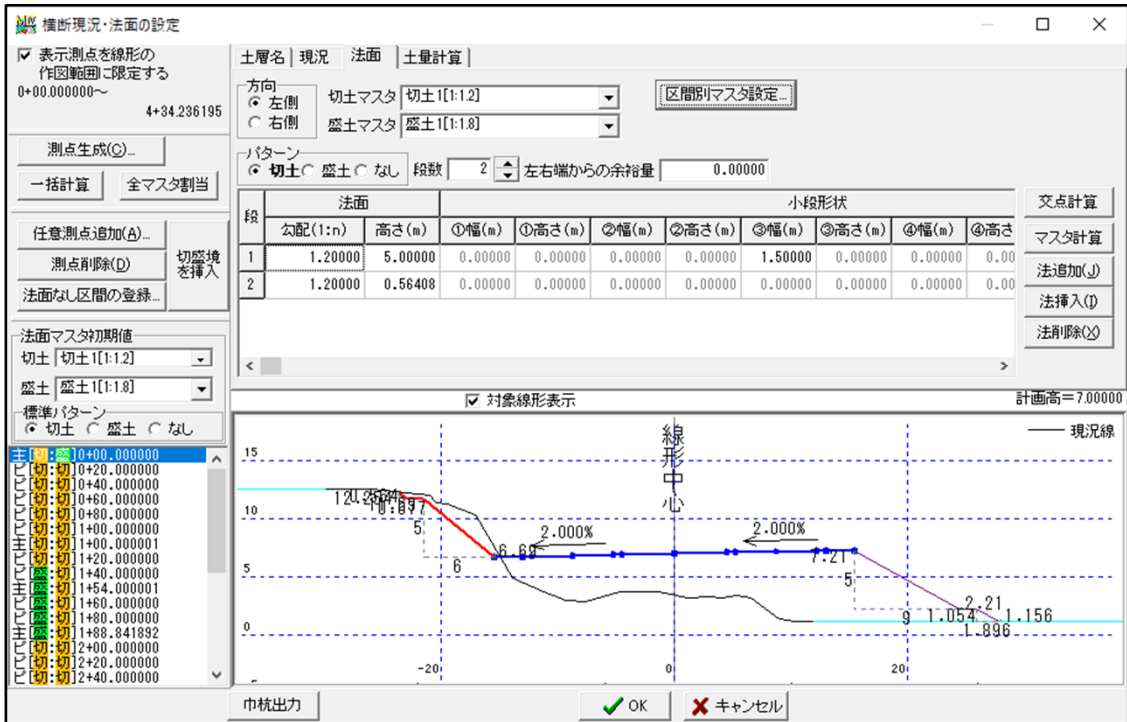 横断現況・法面の設定
表示測点を線形の
作図範囲に限定する
0+00.000000~
4+34.236195
測点生成(C)...
一括計算 全マスタ割当
任意測点追加(A)...
測点削除(D)
法面なし区間の登録...
切盛境
を挿入
法面マスタ初期値
切土 切土1[1:1.2]
盛土 盛土1[1:1.8]
標準パターン
切土 盛土 なし
主[切:盛]0+00.000000
ピ[切:切]0+20.000000
ピ[切:切]0+40.000000
ピ[切:切]0+60.000000
ピ[切:切]0+80.000000
ピ[切:切]1+00.000000
主[切:切]1+00.000001
ピ[切:切]1+20.000000
ピ[盛:切]1+40.000000
主[盛:切]1+54.000001
ピ[盛:切]1+60.000000
ピ[盛:切]1+80.000000
主[盛:切]1+88.841892
ピ[切:切]2+00.000000
ピ[切:切]2+20.000000
ピ[切:切]2+40.000000
土層名 現況 法面 土量計算
方向
左側
右側
切土マスタ 切土1[1:1.2]
盛土マスタ 盛土1[1:1.8]
区間別マスタ設定...
パターン
切土 盛土 なし 段数 2 左右端からの余裕量 0.00000
段 法面 小段形状
勾配(1:n) 高さ(m) ①幅(m) ①高さ(m) ②幅(m) ②高さ(m) ③幅(m) ③高さ(m) ④幅(m) ④高さ
1 1.20000 5.00000 0.00000 0.00000 0.00000 0.00000 1.50000 0.00000 0.00000 0.00
2 1.20000 0.56408 0.00000 0.00000 0.00000 0.00000 0.00000 0.00000 0.00000 0.00
交点計算
マスタ計算
法追加(J)
法挿入(I)
法削除(X)
対象線形表示
計画高=7.00000
線形中心
現況線
15
10
5
0
-20
0
20
5
6
6.69
2.000%
2.000%
7.21
5
9
2.21
1.054
1.156
1.896
巾杭出力 OK キャンセル